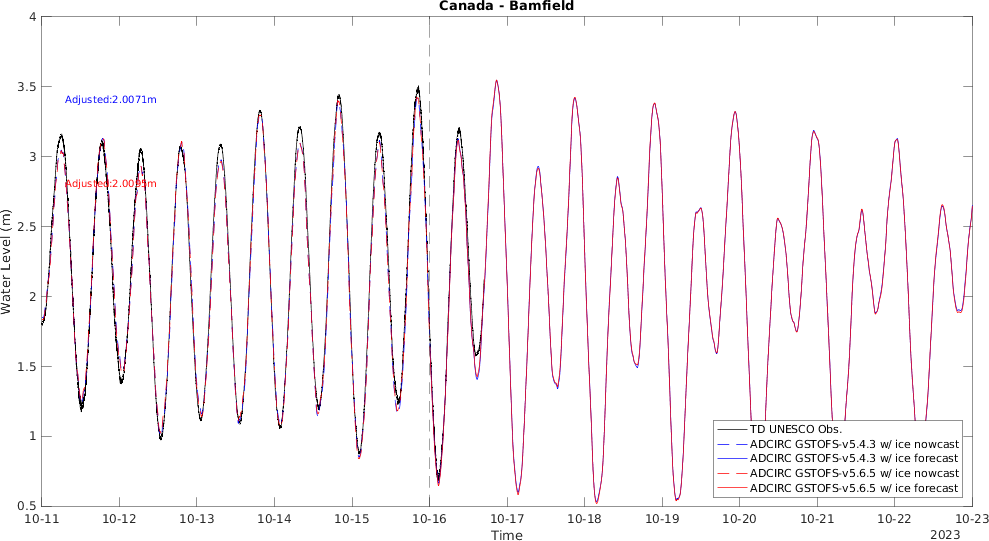 Canada - Bamfield
4
3.5
3
2.5
2
1.5
1
0.5
Water Level (m)
Adjusted:2.0071m
Adjusted:2.0095m
TD UNESCO Obs.
ADCIRC GSTOFS-v5.4.3 w/ ice nowcast
ADCIRC GSTOFS-v5.4.3 w/ ice forecast
ADCIRC GSTOFS-v5.6.5 w/ ice nowcast
ADCIRC GSTOFS-v5.6.5 w/ ice forecast
10-11 10-12 10-13 10-14 10-15 10-16 10-17 10-18 10-19 10-20 10-21 10-22 10-23
Time
2023